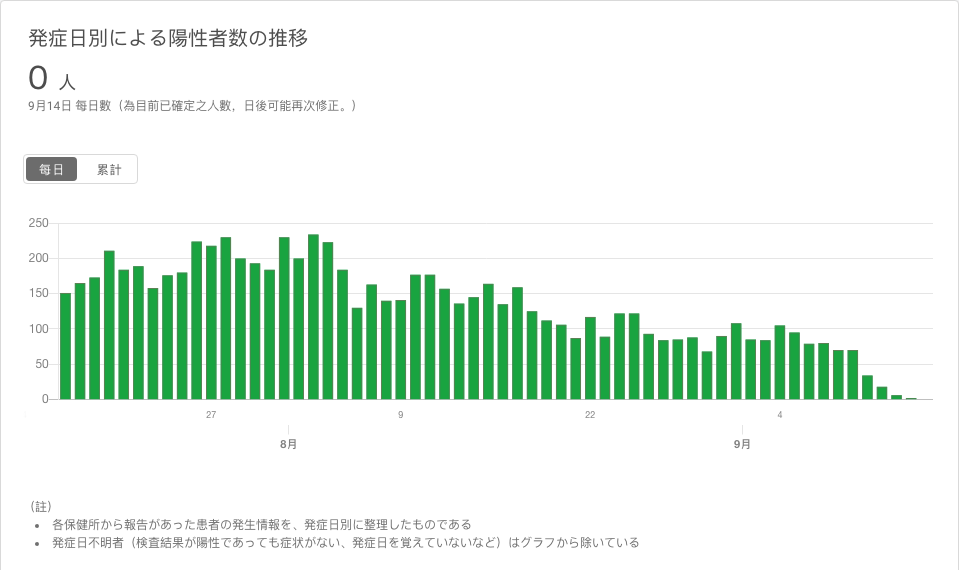 発症日別による陽性者数の推移
0 人
9月14日 每日數（為目前已確定之人數，日後可能再次修正。）
每日 累計
250
200
150
100
50
0
27 9 22 4
8月 9月
（註）
• 各保健所から報告があった患者の発生情報を、発症日別に整理したものである
• 発症日不明者（検査結果が陽性であっても症状がない、発症日を覚えていないなど）はグラフから除いている